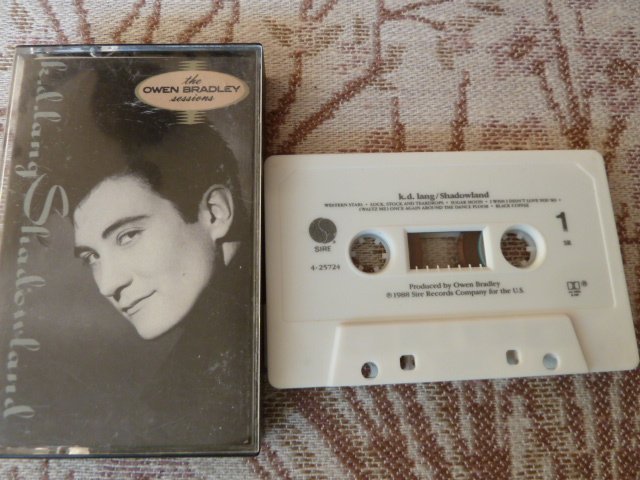 k.d. lang Shadowland
the
OWEN BRADLEY
sessions
k.d. lang/Shadowland
WESTERN STARS • LOCK, STOCK AND TEARDROPS • SUGAR MOON • I WISH I DIDN'T LOVE YOU SO •
(WALTZ ME) ONCE AGAIN AROUND THE DANCE FLOOR • BLACK COFFEE
1
SIRE
4-25724
Produced by Owen Bradley
℗1988 Sire Records Company for the U.S.